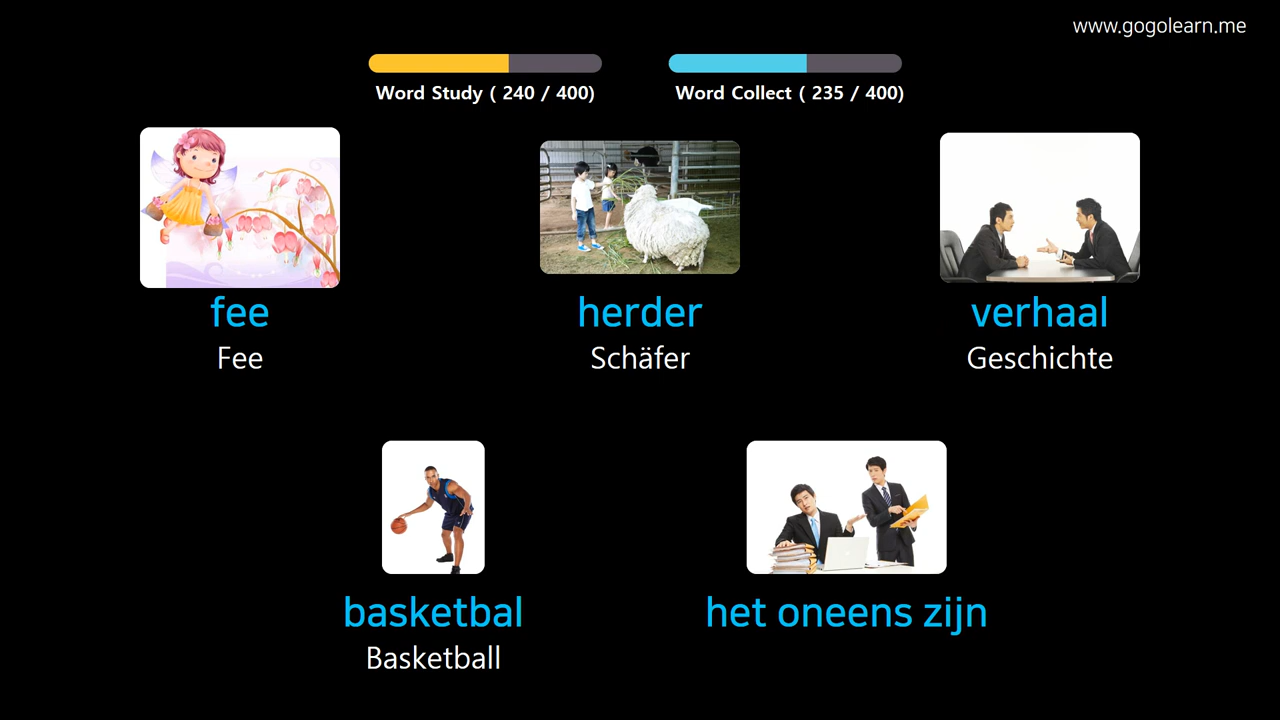 www.gogolearn.me
Word Study ( 240 / 400)
Word Collect ( 235 / 400)
fee
Fee
herder
Schäfer
verhaal
Geschichte
basketbal
Basketball
het oneens zijn